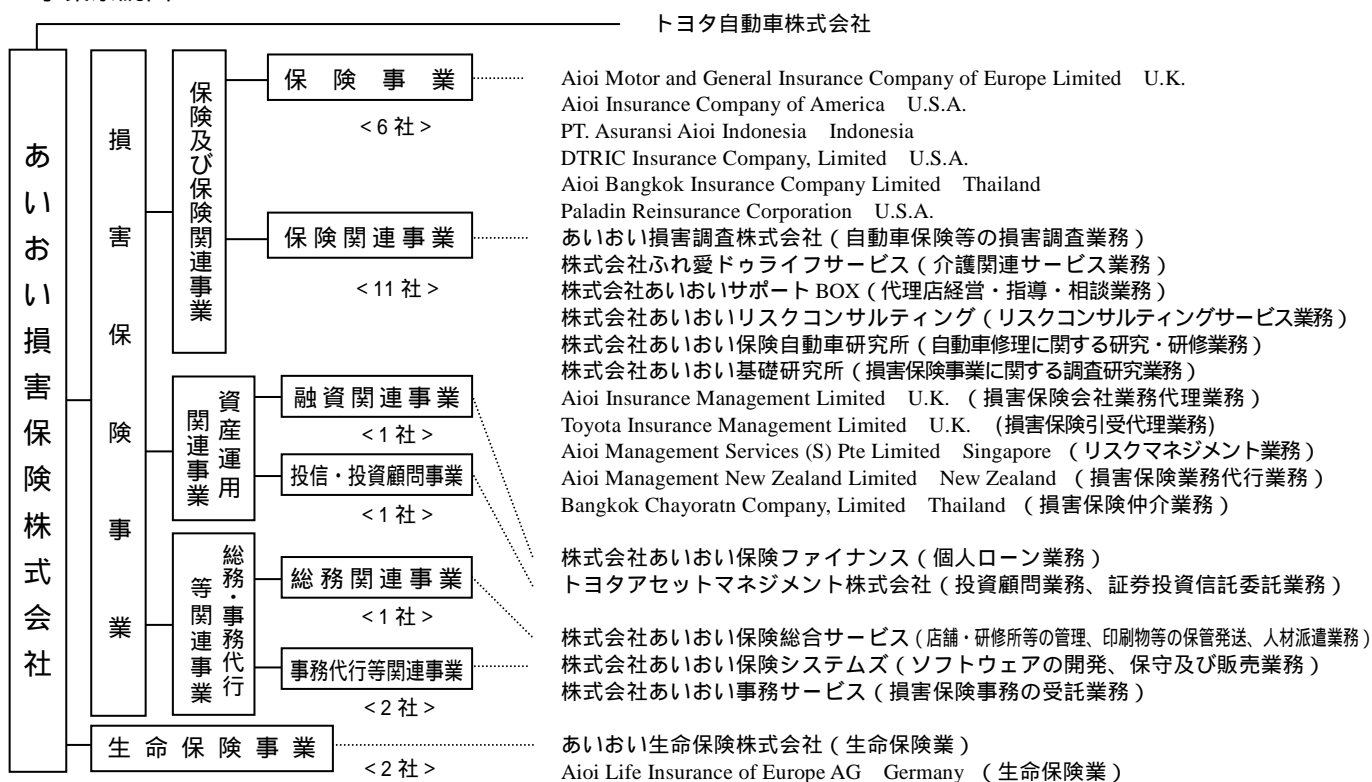 トヨタ自動車株式会社
あいおい損害保険株式会社
損害保険事業
保険及び保険関連事業
保険事業
<6社>
Aioi Motor and General Insurance Company of Europe Limited U.K.
Aioi Insurance Company of America U.S.A.
PT. Asuransi Aioi Indonesia Indonesia
DTRIC Insurance Company, Limited U.S.A.
Aioi Bangkok Insurance Company Limited Thailand
Paladin Reinsurance Corporation U.S.A.
保険関連事業
<11社>
あいおい損害調査株式会社(自動車保険等の損害調査業務)
株式会社ふれ愛ドゥライフサービス(介護関連サービス業務)
株式会社あいおいサポートBOX(代理店経営・指導・相談業務)
株式会社あいおいリスクコンサルティング(リスクコンサルティングサービス業務)
株式会社あいおい保険自動車研究所(自動車修理に関する研究・研修業務)
株式会社あいおい基礎研究所(損害保険事業に関する調査研究業務)
Aioi Insurance Management Limited U.K. (損害保険会社業務代理業務)
Toyota Insurance Management Limited U.K. (損害保険引受代理業務)
Aioi Management Services (S) Pte Limited Singapore (リスクマネジメント業務)
Aioi Management New Zealand Limited New Zealand (損害保険業務代行業務)
Bangkok Chayoratn Company, Limited Thailand (損害保険仲介業務)
資産運用
関連事業
融資関連事業
<1社>
投信・投資顧問事業
<1社>
株式会社あいおい保険ファイナンス(個人ローン業務)
トヨタアセットマネジメント株式会社(投資顧問業務、証券投資信託委託業務)
総務・事務代行
等関連事業
総務関連事業
<1社>
事務代行等関連事業
<2社>
株式会社あいおい保険総合サービス(店舗・研修所等の管理、印刷物等の保管発送、人材派遣業務)
株式会社あいおい保険システムズ(ソフトウェアの開発、保守及び販売業務)
株式会社あいおい事務サービス(損害保険事務の受託業務)
生命保険事業
<2社>
あいおい生命保険株式会社(生命保険業)
Aioi Life Insurance of Europe AG Germany (生命保険業)